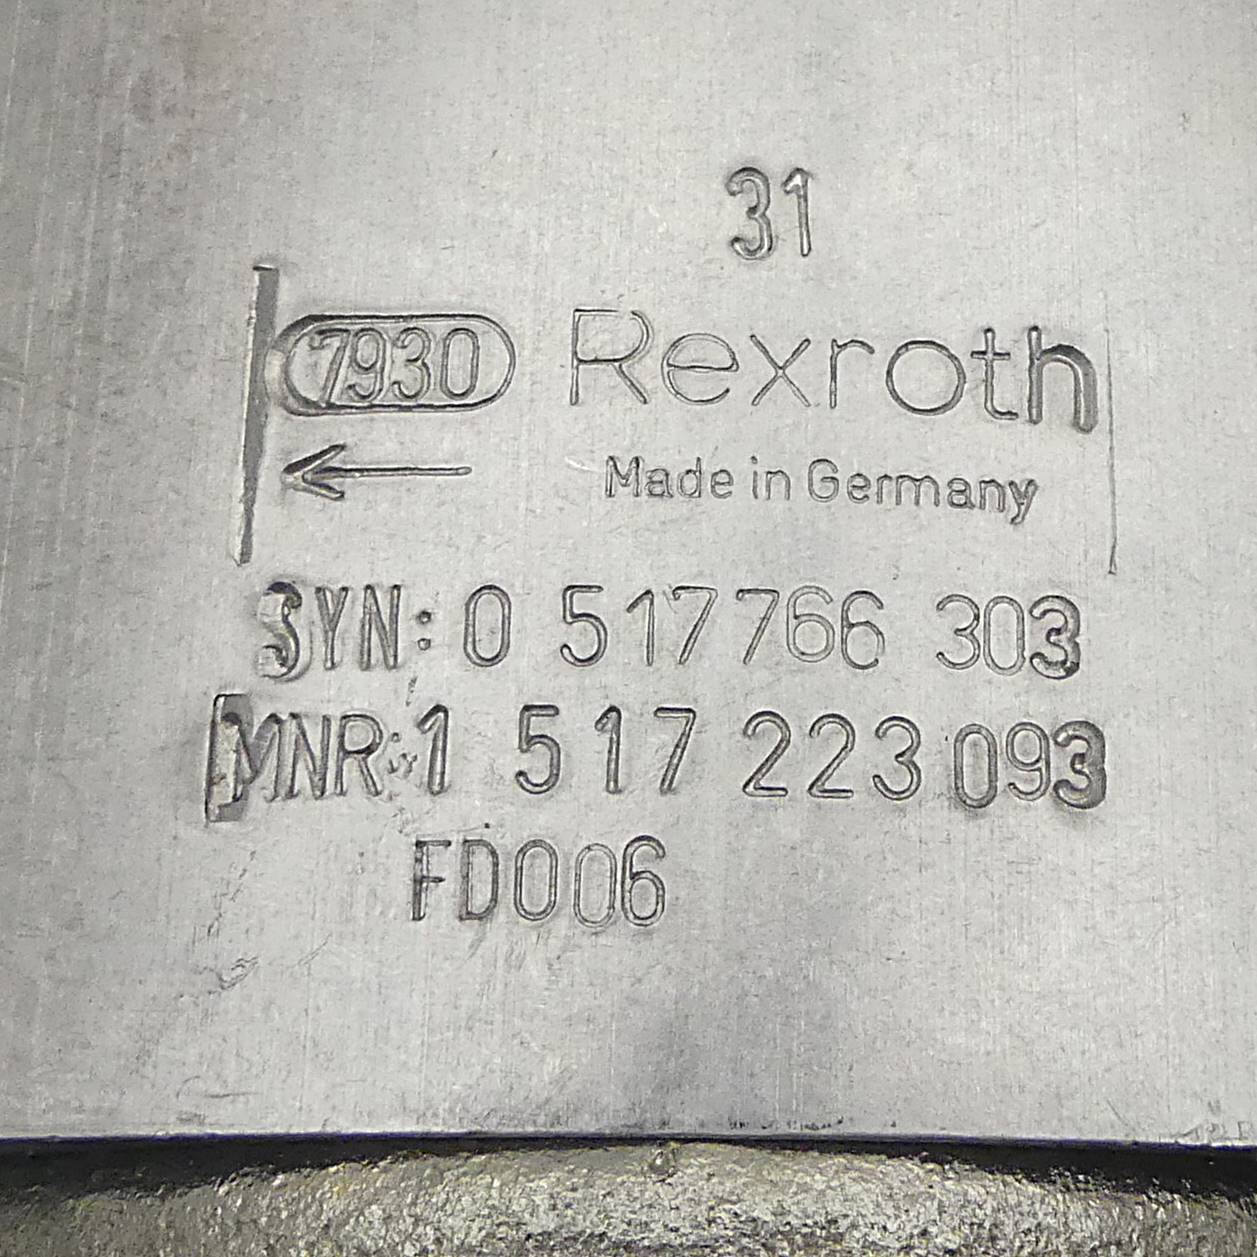 31
7930 Rexroth
Made in Germany
SYN: 0 517 766 303
MNR: 1 517 223 093
FD006